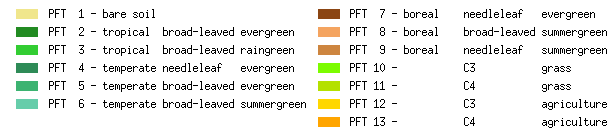 PFT 1 - bare soil
PFT 2 - tropical broad-leaved evergreen
PFT 3 - tropical broad-leaved raingreen
PFT 4 - temperate needleleaf evergreen
PFT 5 - temperate broad-leaved evergreen
PFT 6 - temperate broad-leaved summergreen
PFT 7 - boreal needleleaf evergreen
PFT 8 - boreal broad-leaved summergreen
PFT 9 - boreal needleleaf summergreen
PFT 10 - C3 grass
PFT 11 - C4 grass
PFT 12 - C3 agriculture
PFT 13 - C4 agriculture